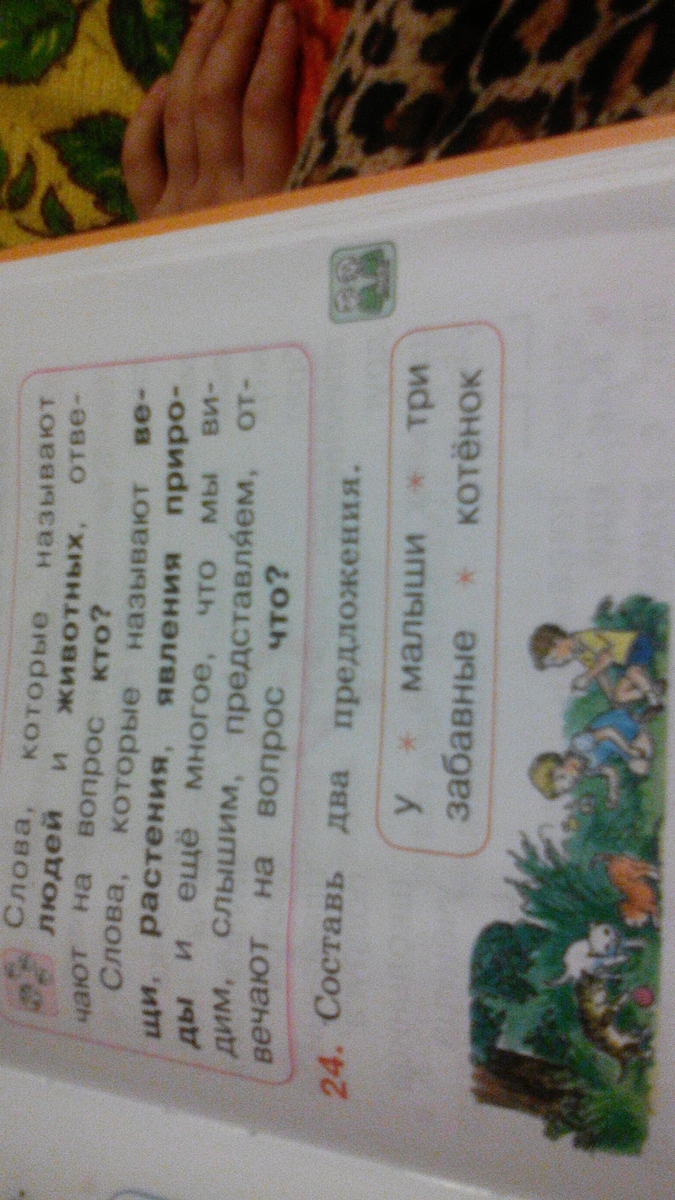 Слова, которые называют
людей и животных, отве-
чают на вопрос кто?
Слова, которые называют ве-
щи, растения, явления приро-
ды и ещё многое, что мы ви-
дим, слышим, представля́ем, от-
вечают на вопрос что?
24. Составь два предложения.
у * малыши * три
забавные * котёнок